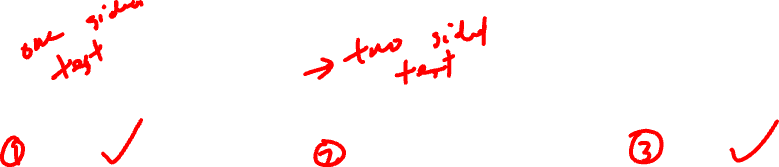 one sided
test
→ two sided
test
① ✓ ② ③ ✓